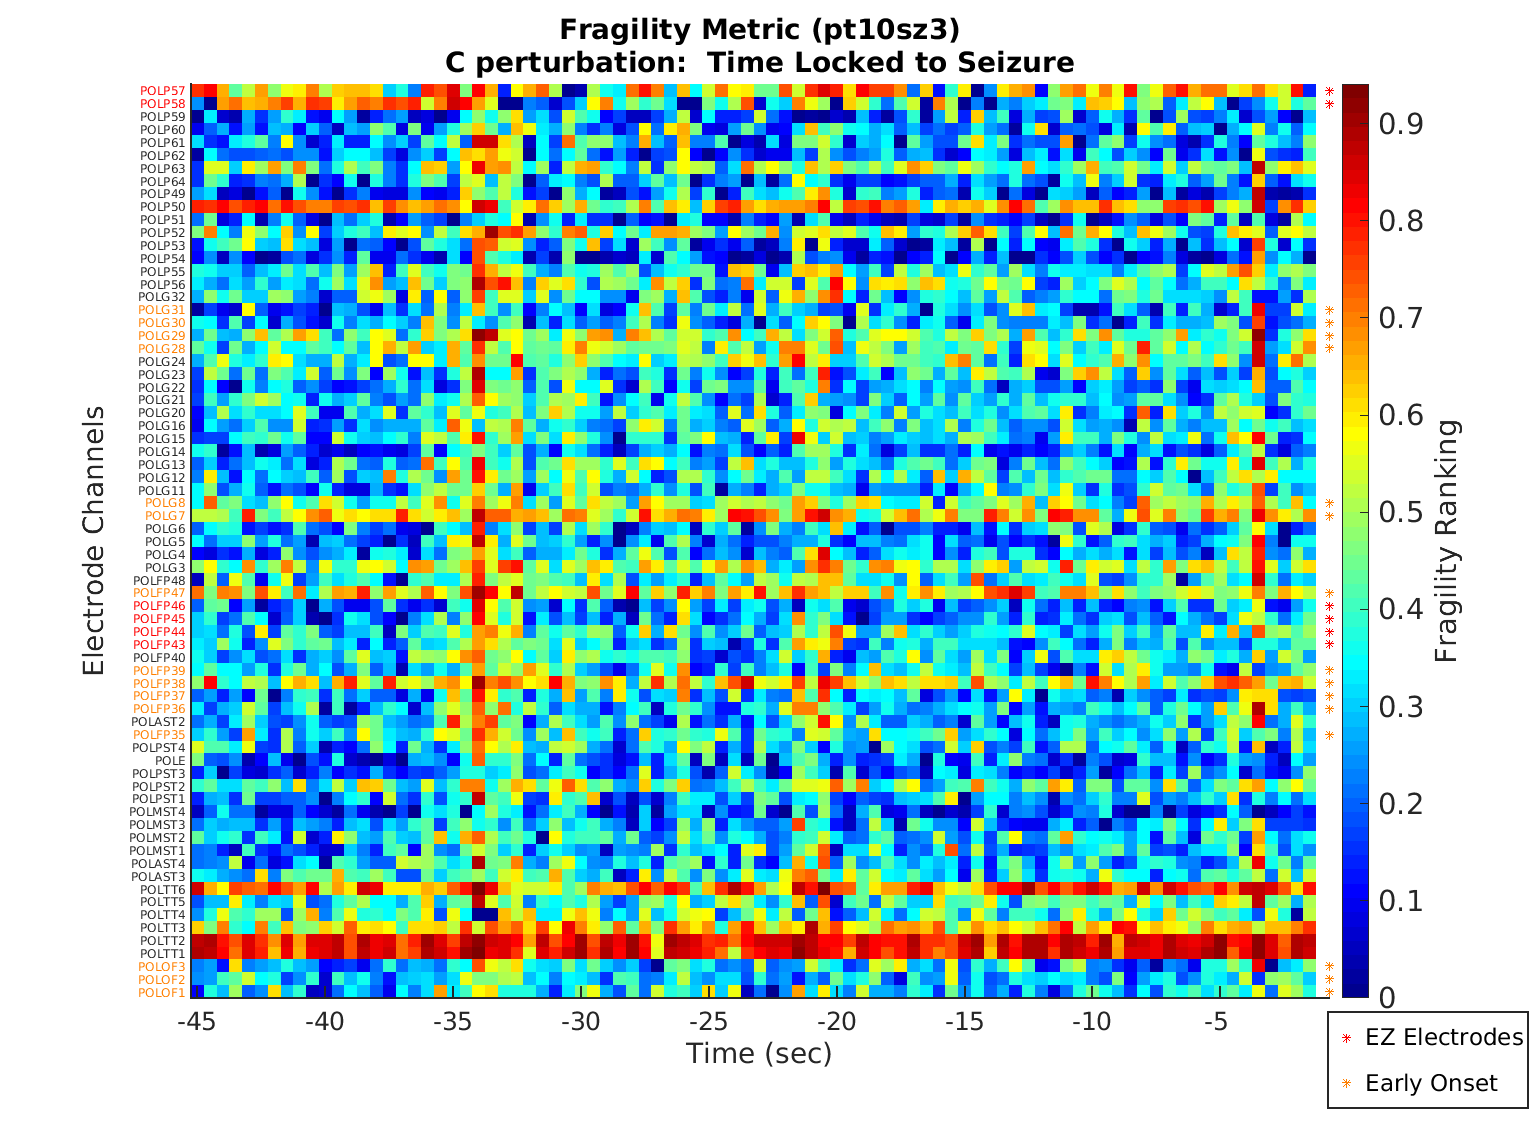 Fragility Metric (pt10sz3)
C perturbation:  Time Locked to Seizure
Electrode Channels
POLP57
POLP58
POLP59
POLP60
POLP61
POLP62
POLP63
POLP64
POLP49
POLP50
POLP51
POLP52
POLP53
POLP54
POLP55
POLP56
POLG32
POLG31
POLG30
POLG29
POLG28
POLG24
POLG23
POLG22
POLG21
POLG20
POLG16
POLG15
POLG14
POLG13
POLG12
POLG11
POLG8
POLG7
POLG6
POLG5
POLG4
POLG3
POLFP48
POLFP47
POLFP46
POLFP45
POLFP44
POLFP43
POLFP40
POLFP39
POLFP38
POLFP37
POLFP36
POLAST2
POLFP35
POLPST4
POLE
POLPST3
POLPST2
POLPST1
POLMST4
POLMST3
POLMST2
POLMST1
POLAST4
POLAST3
POLTT6
POLTT5
POLTT4
POLTT3
POLTT2
POLTT1
POLOF3
POLOF2
POLOF1
-45 -40 -35 -30 -25 -20 -15 -10 -5
Time (sec)
0.9
0.8
0.7
0.6
0.5
0.4
0.3
0.2
0.1
0
Fragility Ranking
EZ Electrodes
Early Onset